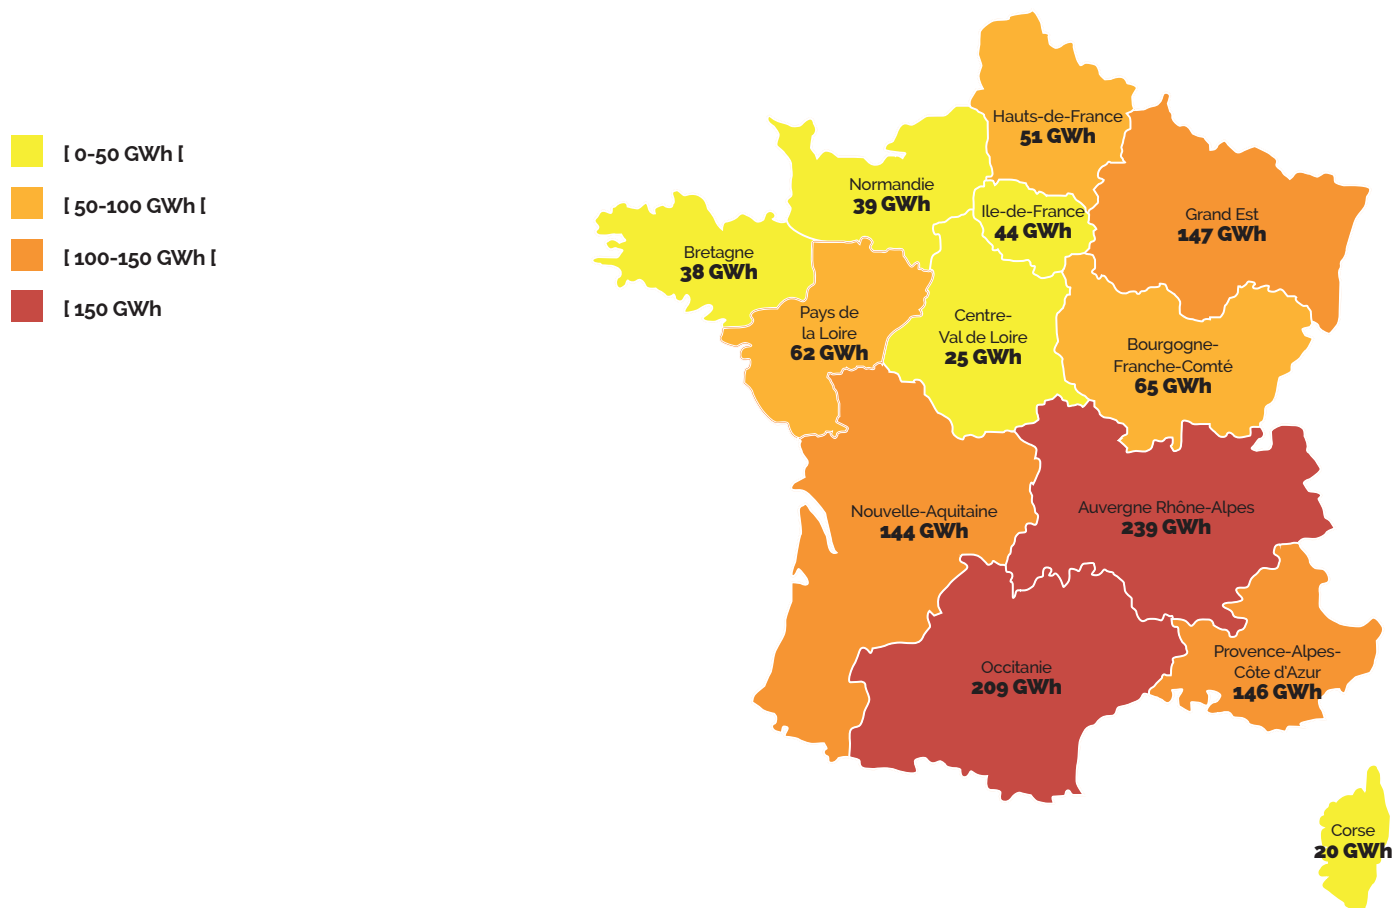 [ 0-50 GWh [
[ 50-100 GWh [
[ 100-150 GWh [
[ 150 GWh
Hauts-de-France
51 GWh
Normandie
39 GWh
Ile-de-France
44 GWh
Grand Est
147 GWh
Bretagne
38 GWh
Pays de
la Loire
62 GWh
Centre-
Val de Loire
25 GWh
Bourgogne-
Franche-Comté
65 GWh
Nouvelle-Aquitaine
144 GWh
Auvergne Rhône-Alpes
239 GWh
Occitanie
209 GWh
Provence-Alpes-
Côte d'Azur
146 GWh
Corse
20 GWh